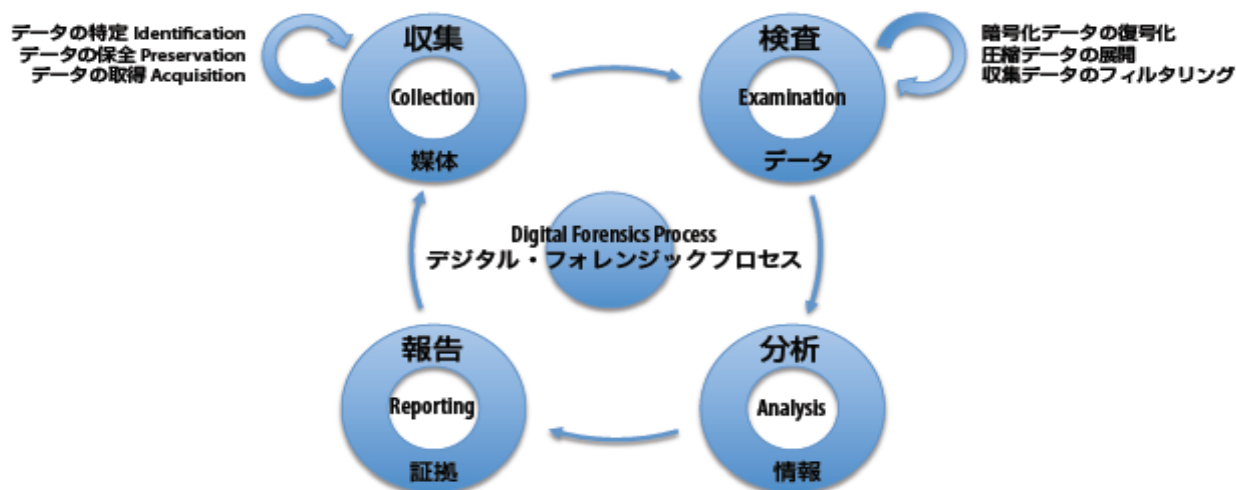 データの特定 Identification
データの保全 Preservation
データの取得 Acquisition
収集
Collection
媒体
検査
Examination
データ
暗号化データの復号化
圧縮データの展開
収集データのフィルタリング
Digital Forensics Process
デジタル・フォレンジックプロセス
報告
Reporting
証拠
分析
Analysis
情報